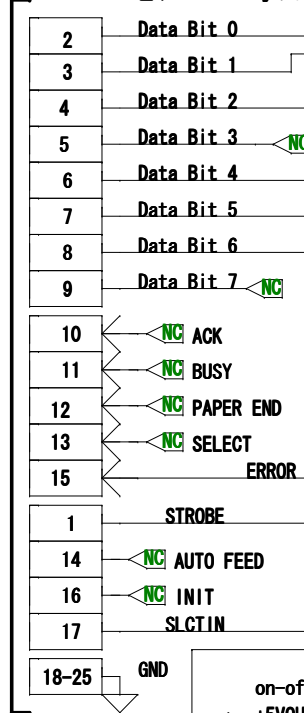 2 Data Bit 0
3 Data Bit 1
4 Data Bit 2
5 Data Bit 3 NC
6 Data Bit 4
7 Data Bit 5
8 Data Bit 6
9 Data Bit 7 NC
10 NC ACK
11 NC BUSY
12 NC PAPER END
13 NC SELECT
15 ERROR
1 STROBE
14 NC AUTO FEED
16 NC INIT
17 SLCTIN
18-25 GND
on-of